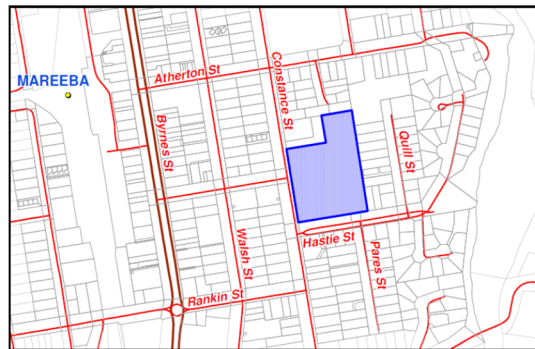 MAREEBA
Atherton St
Constance St
Byrnes St
Quill St
Walsh St
Hastie St
Pares St
Rankin St